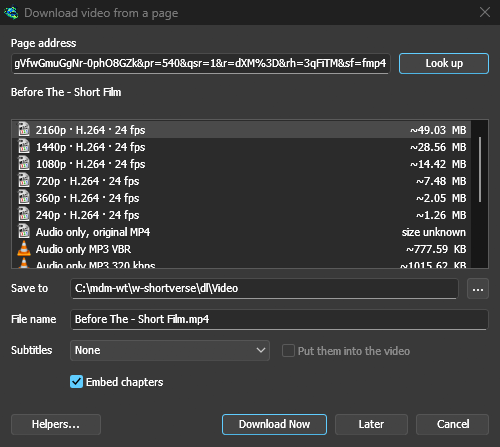 Download video from a page
Page address
gVfwGmuGgNr-0phO8GZk&pr=540&qsr=1&r=dXM%3D&rh=3qFiTM&sf=fmp4
Look up
Before The - Short Film
2160p · H.264 · 24 fps ~49.03 MB
1440p · H.264 · 24 fps ~28.56 MB
1080p · H.264 · 24 fps ~14.42 MB
720p · H.264 · 24 fps ~7.48 MB
360p · H.264 · 24 fps ~2.05 MB
240p · H.264 · 24 fps ~1.26 MB
Audio only, original MP4 size unknown
Audio only MP3 VBR ~777.59 KB
Audio only MP3 320 kbps ~1015.62 KB
Save to C:\mdm-wt\w-shortverse\dl\Video ...
File name Before The - Short Film.mp4
Subtitles None Put them into the video
Embed chapters
Helpers... Download Now Later Cancel